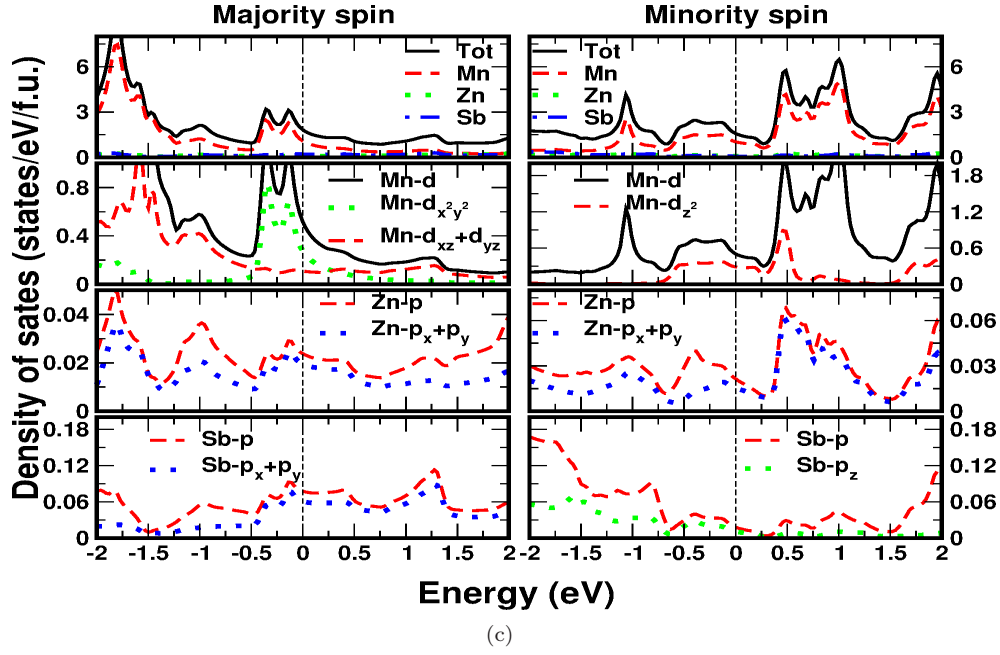 Majority spin
Minority spin
Density of sates (states/eV/f.u.)
6
3
0
Tot
Mn
Zn
Sb
Tot
Mn
Zn
Sb
6
3
0
0.8
0.4
0
Mn-d
Mn-dx²y²
Mn-dxz+dyz
Mn-d
Mn-dz²
1.8
1.2
0.6
0
0.04
0.02
0
Zn-p
Zn-px+py
Zn-p
Zn-px+py
0.06
0.03
0
0.18
0.12
0.06
0
Sb-p
Sb-px+py
Sb-p
Sb-pz
0.18
0.12
0.06
0
-2 -1.5 -1 -0.5 0 0.5 1 1.5 2
-2 -1.5 -1 -0.5 0 0.5 1 1.5 2
Energy (eV)
(c)